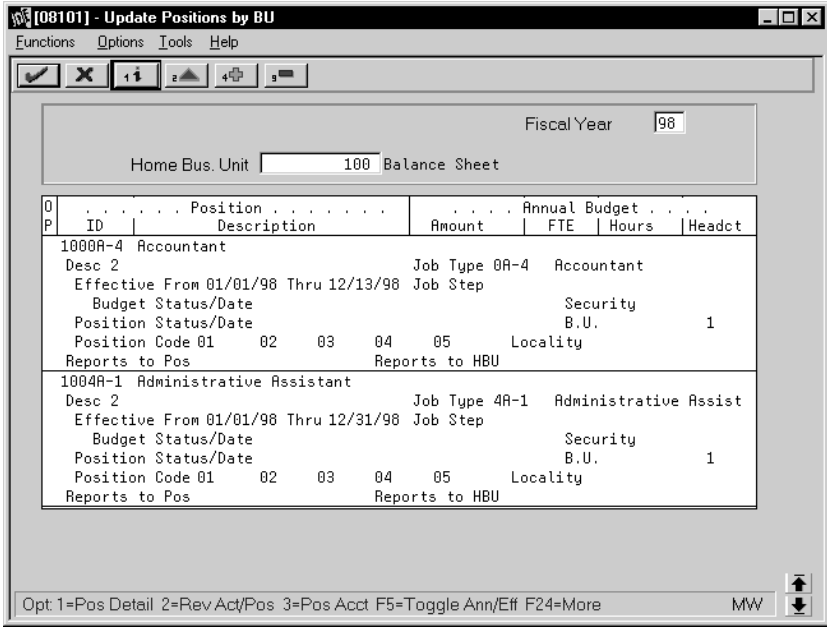 [08101] - Update Positions by BU
Functions Options Tools Help
1 i 2 4 9
Fiscal Year 98
Home Bus. Unit 100 Balance Sheet
O . . . . . . Position . . . . . . . . . . . Annual Budget . . . .
P ID | Description | Amount | FTE | Hours | Headct
1000A-4 Accountant
Desc 2 Job Type 0A-4 Accountant
Effective From 01/01/98 Thru 12/13/98 Job Step
Budget Status/Date Security
Position Status/Date B.U. 1
Position Code 01 02 03 04 05 Locality
Reports to Pos Reports to HBU
1004A-1 Administrative Assistant
Desc 2 Job Type 4A-1 Administrative Assist
Effective From 01/01/98 Thru 12/31/98 Job Step
Budget Status/Date Security
Position Status/Date B.U. 1
Position Code 01 02 03 04 05 Locality
Reports to Pos Reports to HBU
Opt: 1=Pos Detail 2=Rev Act/Pos 3=Pos Acct F5=Toggle Ann/Eff F24=More MW